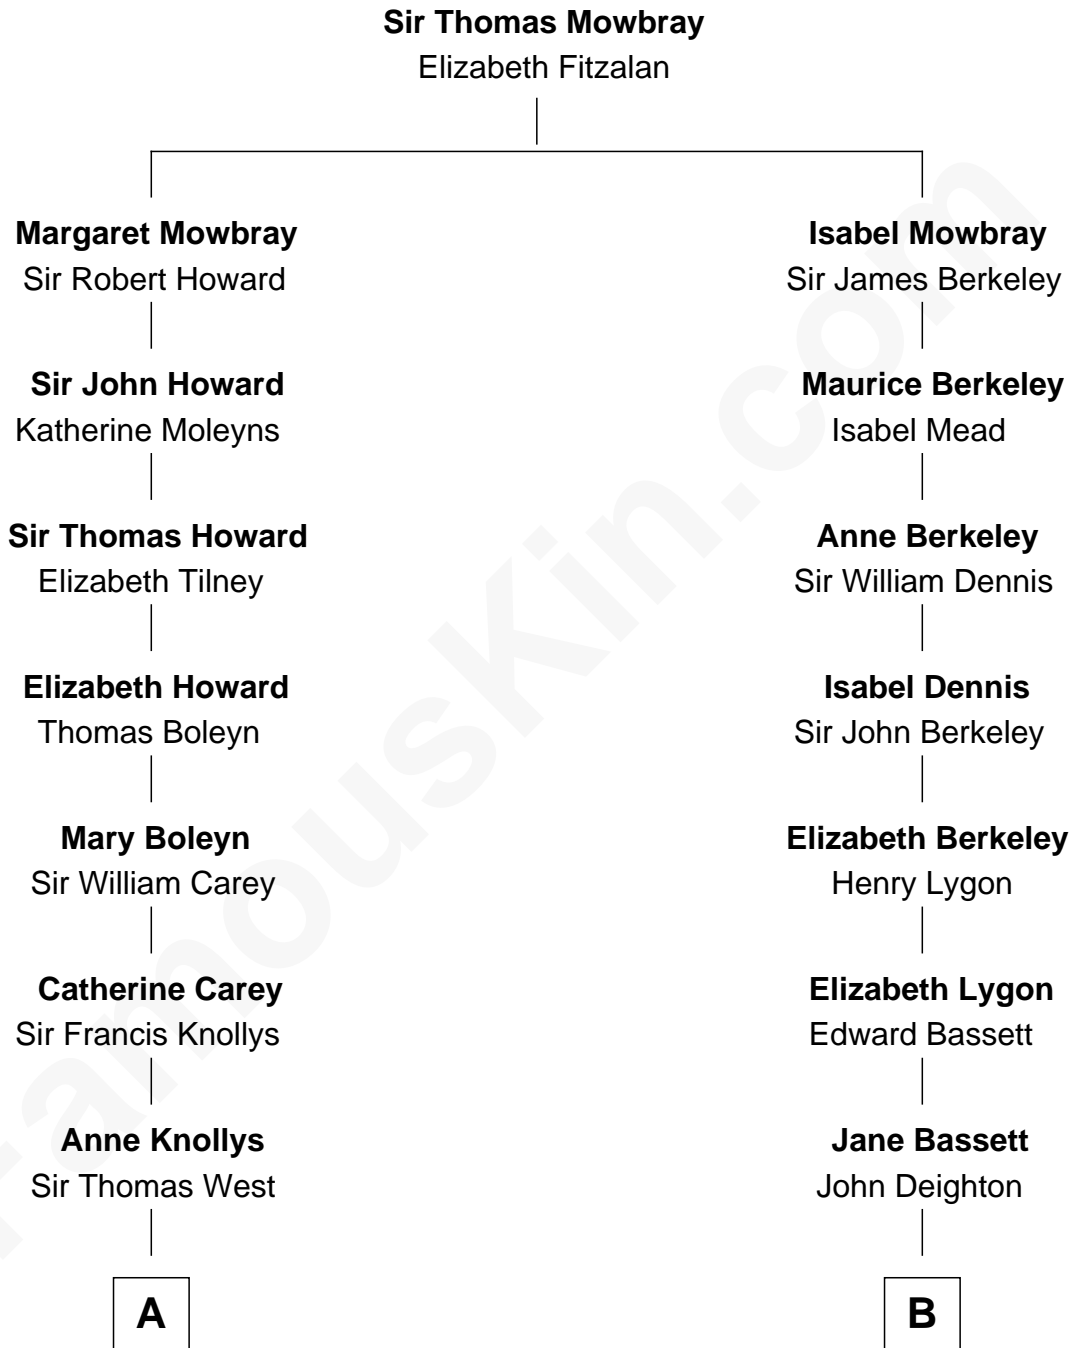 Sir Thomas Mowbray
Elizabeth Fitzalan
Margaret Mowbray
Sir Robert Howard
Isabel Mowbray
Sir James Berkeley
Sir John Howard
Katherine Moleyns
Maurice Berkeley
Isabel Mead
Sir Thomas Howard
Elizabeth Tilney
Anne Berkeley
Sir William Dennis
Elizabeth Howard
Thomas Boleyn
Isabel Dennis
Sir John Berkeley
Mary Boleyn
Sir William Carey
Elizabeth Berkeley
Henry Lygon
Catherine Carey
Sir Francis Knollys
Elizabeth Lygon
Edward Bassett
Anne Knollys
Sir Thomas West
Jane Bassett
John Deighton
A
B
FamousKin.com